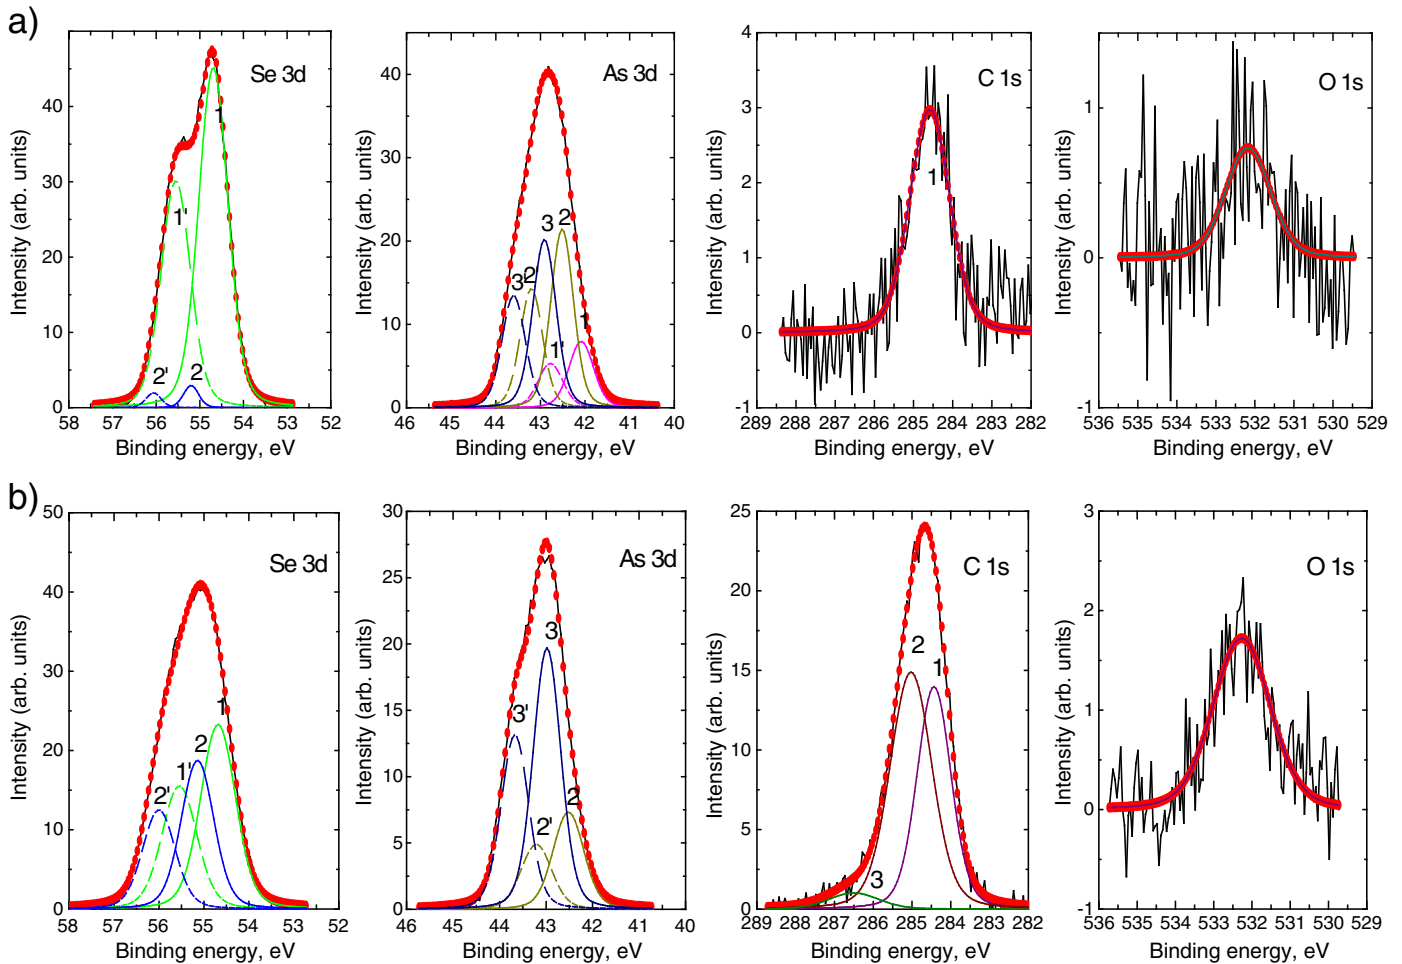 a)
Se 3d
As 3d
C 1s
O 1s
Intensity (arb. units)
40
30
20
10
0
1
1'
2'
2
58 57 56 55 54 53 52
Binding energy, eV
Intensity (arb. units)
40
30
20
10
0
3 2
3' 2'
1
1'
46 45 44 43 42 41 40
Binding energy, eV
Intensity (arb. units)
4
3
2
1
0
-1
1
289 288 287 286 285 284 283 282
Binding energy, eV
Intensity (arb. units)
1
0
-1
536 535 534 533 532 531 530 529
Binding energy, eV
b)
Se 3d
As 3d
C 1s
O 1s
Intensity (arb. units)
50
40
30
20
10
0
1
2
1'
2'
58 57 56 55 54 53 52
Binding energy, eV
Intensity (arb. units)
30
25
20
15
10
5
0
3
3'
2
2'
46 45 44 43 42 41 40
Binding energy, eV
Intensity (arb. units)
25
20
15
10
5
0
2
1
3
289 288 287 286 285 284 283 282
Binding energy, eV
Intensity (arb. units)
3
2
1
0
-1
536 535 534 533 532 531 530 529
Binding energy, eV